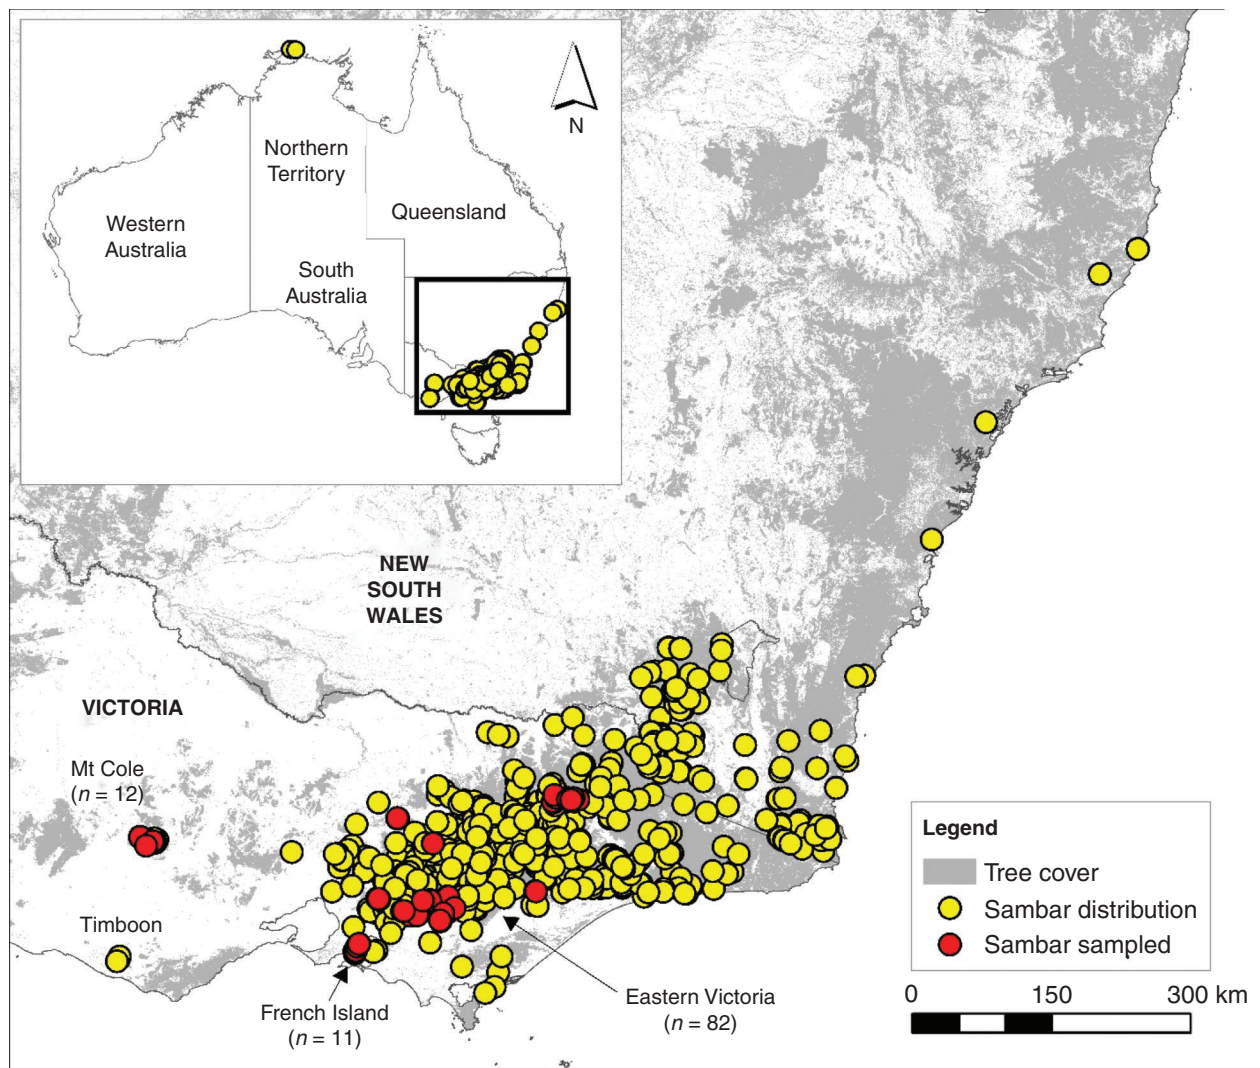 N
Northern
Territory
Queensland
Western
Australia
South
Australia
NEW
SOUTH
WALES
VICTORIA
Mt Cole
(n = 12)
Timboon
French Island
(n = 11)
Eastern Victoria
(n = 82)
Legend
Tree cover
Sambar distribution
Sambar sampled
0 150 300 km